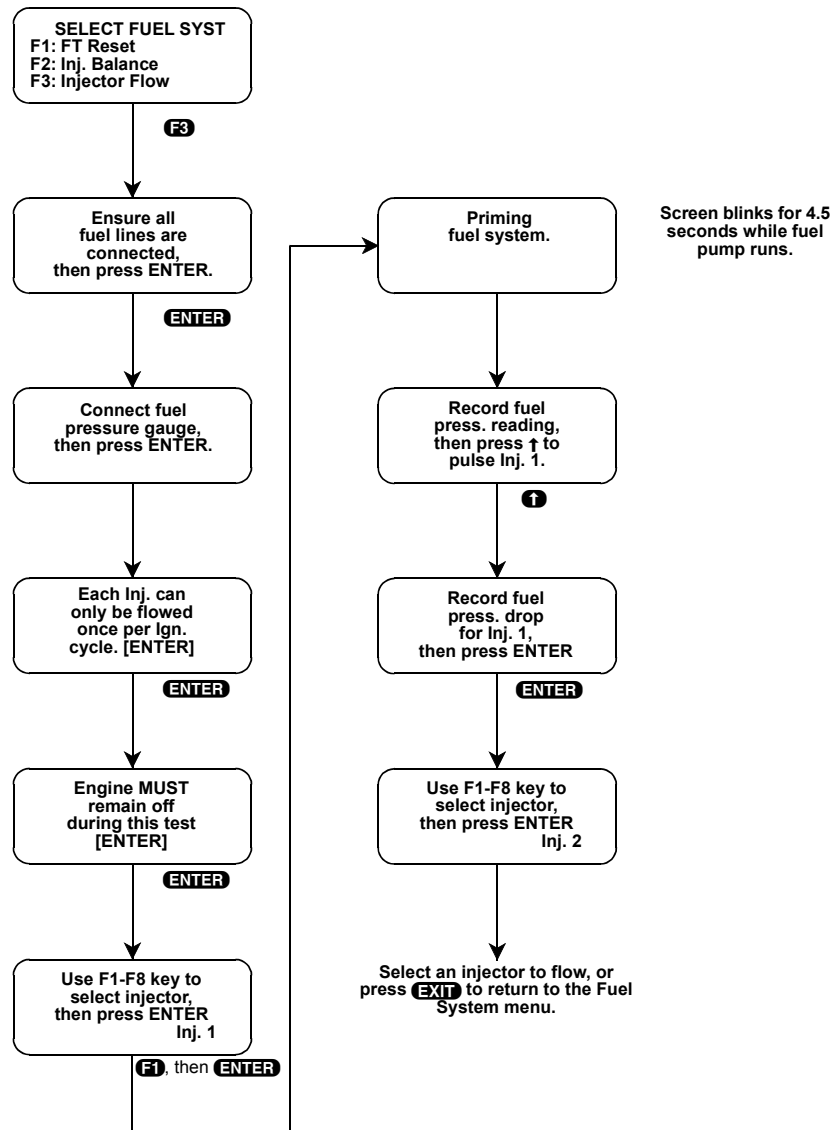 SELECT FUEL SYST
F1: FT Reset
F2: Inj. Balance
F3: Injector Flow
F3
Ensure all
fuel lines are
connected,
then press ENTER.
ENTER
Connect fuel
pressure gauge,
then press ENTER.
Each Inj. can
only be flowed
once per Ign.
cycle. [ENTER]
ENTER
Engine MUST
remain off
during this test
[ENTER]
ENTER
Use F1-F8 key to
select injector,
then press ENTER
Inj. 1
F1, then ENTER
Priming
fuel system.
Screen blinks for 4.5
seconds while fuel
pump runs.
Record fuel
press. reading,
then press ↑ to
pulse Inj. 1.
↑
Record fuel
press. drop
for Inj. 1,
then press ENTER
ENTER
Use F1-F8 key to
select injector,
then press ENTER
Inj. 2
Select an injector to flow, or
press EXIT to return to the Fuel
System menu.